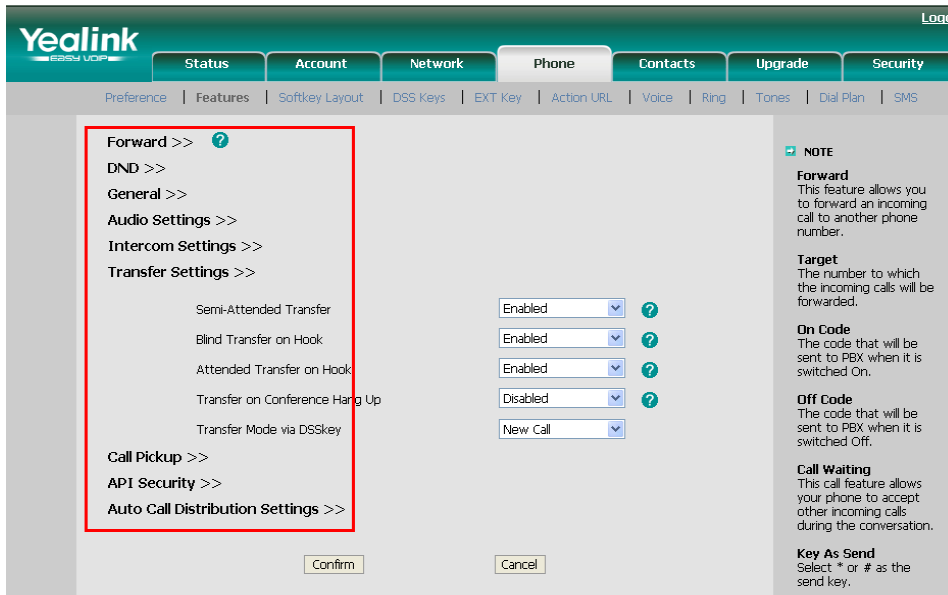 Logo
Yealink
EASY VOIP
Status Account Network Phone Contacts Upgrade Security
Preference | Features | Softkey Layout | DSS Keys | EXT Key | Action URL | Voice | Ring | Tones | Dial Plan | SMS
Forward >> ?
DND >>
General >>
Audio Settings >>
Intercom Settings >>
Transfer Settings >>
Semi-Attended Transfer Enabled ?
Blind Transfer on Hook Enabled ?
Attended Transfer on Hook Enabled ?
Transfer on Conference Hang Up Disabled ?
Transfer Mode via DSSkey New Call
Call Pickup >>
API Security >>
Auto Call Distribution Settings >>
Confirm Cancel
NOTE
Forward
This feature allows you
to forward an incoming
call to another phone
number.
Target
The number to which
the incoming calls will be
forwarded.
On Code
The code that will be
sent to PBX when it is
switched On.
Off Code
The code that will be
sent to PBX when it is
switched Off.
Call Waiting
This call feature allows
your phone to accept
other incoming calls
during the conversation.
Key As Send
Select * or # as the
send key.